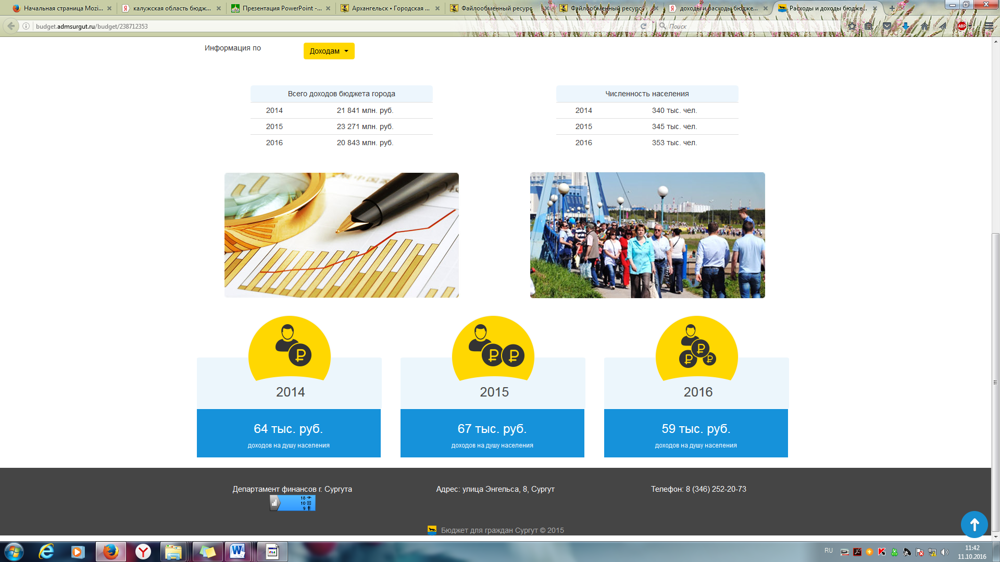 Начальная страница Mozi...
калужская область бюдж...
Презентация PowerPoint -...
Архангельск • Городская ...
Файлообменный ресурс
Файлообменный ресурс
доходы и расходы бюдже...
Расходы и доходы бюдже...
budget.admsurgut.ru/budget/238712353
Поиск
ABP
Информация по
Доходам
Всего доходов бюджета города
2014 21 841 млн. руб.
2015 23 271 млн. руб.
2016 20 843 млн. руб.
Численность населения
2014 340 тыс. чел.
2015 345 тыс. чел.
2016 353 тыс. чел.
2014
64 тыс. руб.
доходов на душу населения
2015
67 тыс. руб.
доходов на душу населения
2016
59 тыс. руб.
доходов на душу населения
Департамент финансов г. Сургута
18
10
9
Адрес: улица Энгельса, 8, Сургут
Телефон: 8 (346) 252-20-73
Бюджет для граждан Сургут © 2015
RU
11:42
11.10.2016